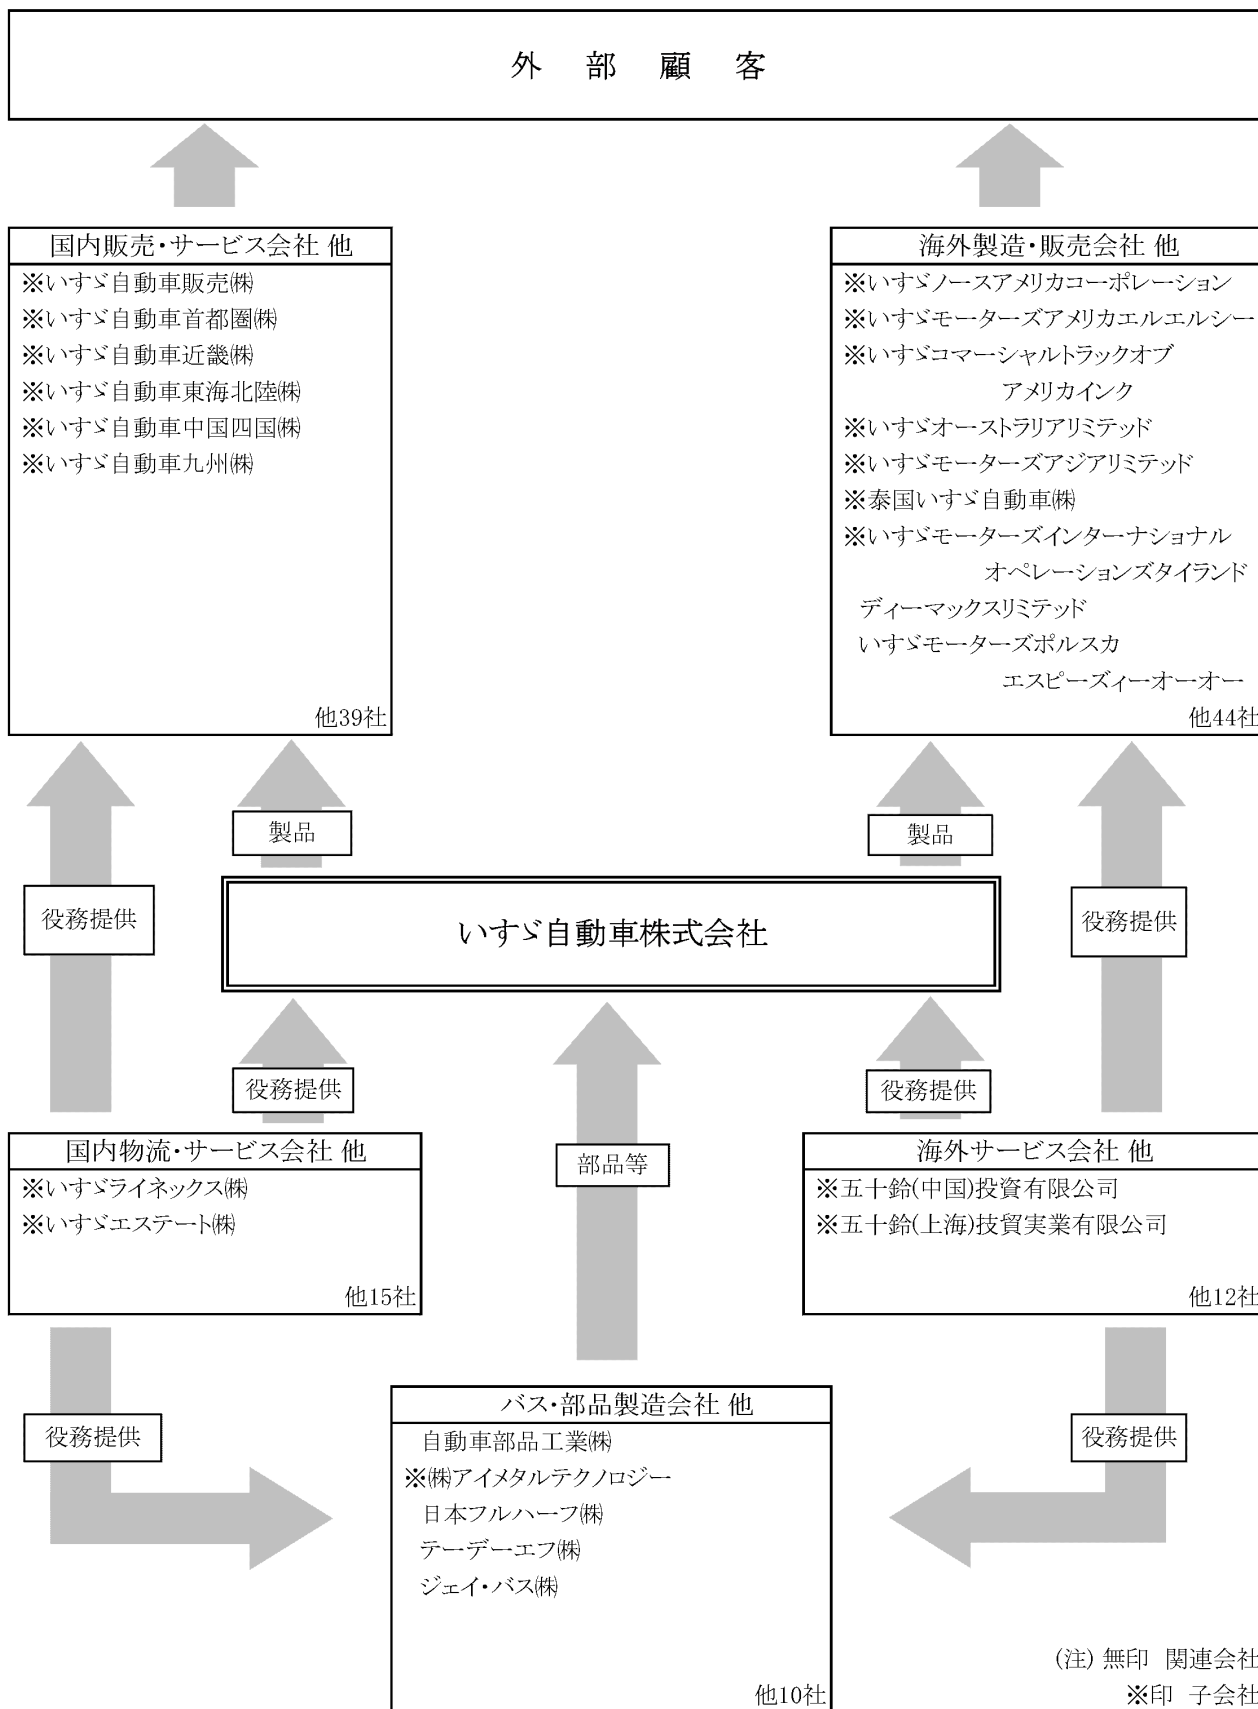 外部顧客
国内販売・サービス会社 他
※いすゞ自動車販売㈱
※いすゞ自動車首都圏㈱
※いすゞ自動車近畿㈱
※いすゞ自動車東海北陸㈱
※いすゞ自動車中国四国㈱
※いすゞ自動車九州㈱
他39社
海外製造・販売会社 他
※いすゞノースアメリカコーポレーション
※いすゞモーターズアメリカエルエルシー
※いすゞコマーシャルトラックオブ
アメリカインク
※いすゞオーストラリアリミテッド
※いすゞモーターズアジアリミテッド
※泰国いすゞ自動車㈱
※いすゞモーターズインターナショナル
オペレーションズタイランド
ディーマックスリミテッド
いすゞモーターズポルスカ
エスピーズィーオーオー
他44社
製品
製品
役務提供
役務提供
いすゞ自動車株式会社
役務提供
役務提供
部品等
国内物流・サービス会社 他
※いすゞライネックス㈱
※いすゞエステート㈱
他15社
海外サービス会社 他
※五十鈴(中国)投資有限公司
※五十鈴(上海)技貿実業有限公司
他12社
役務提供
役務提供
バス・部品製造会社 他
自動車部品工業㈱
※㈱アイメタルテクノロジー
日本フルハーフ㈱
テーデーエフ㈱
ジェイ・バス㈱
他10社
(注) 無印 関連会社
※印 子会社